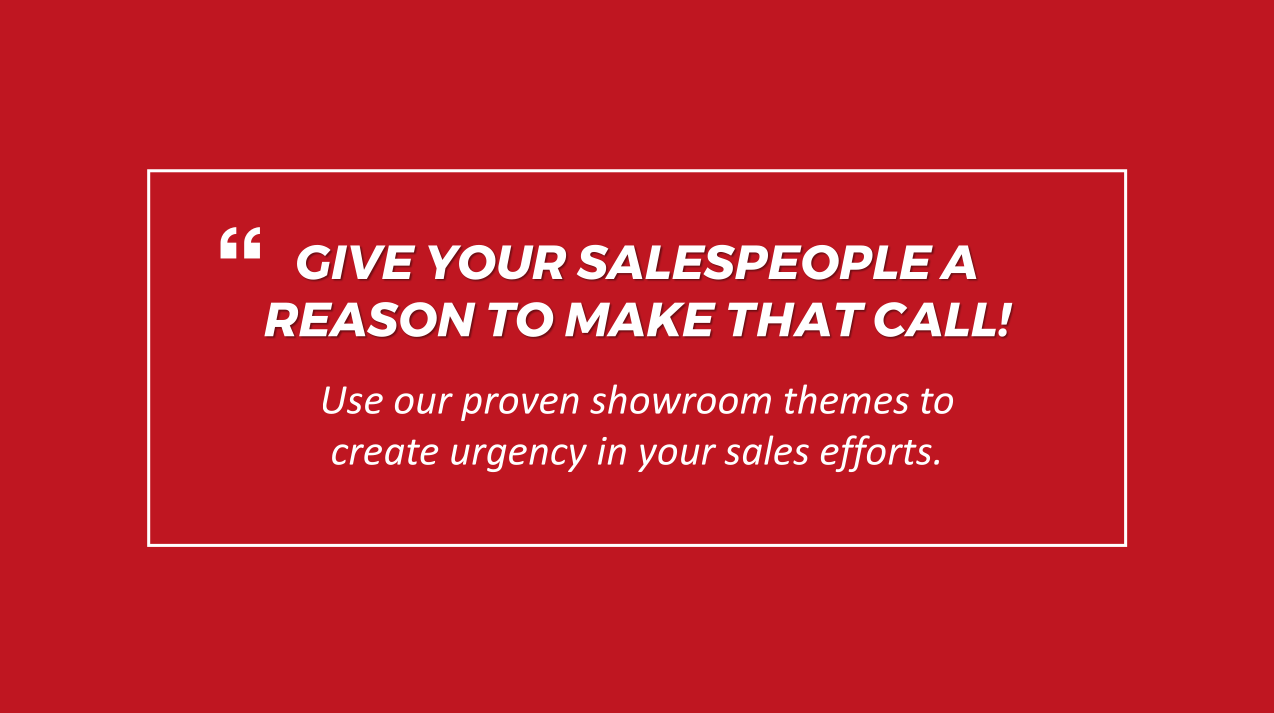 “ GIVE YOUR SALESPEOPLE A
REASON TO MAKE THAT CALL!
Use our proven showroom themes to
create urgency in your sales efforts.